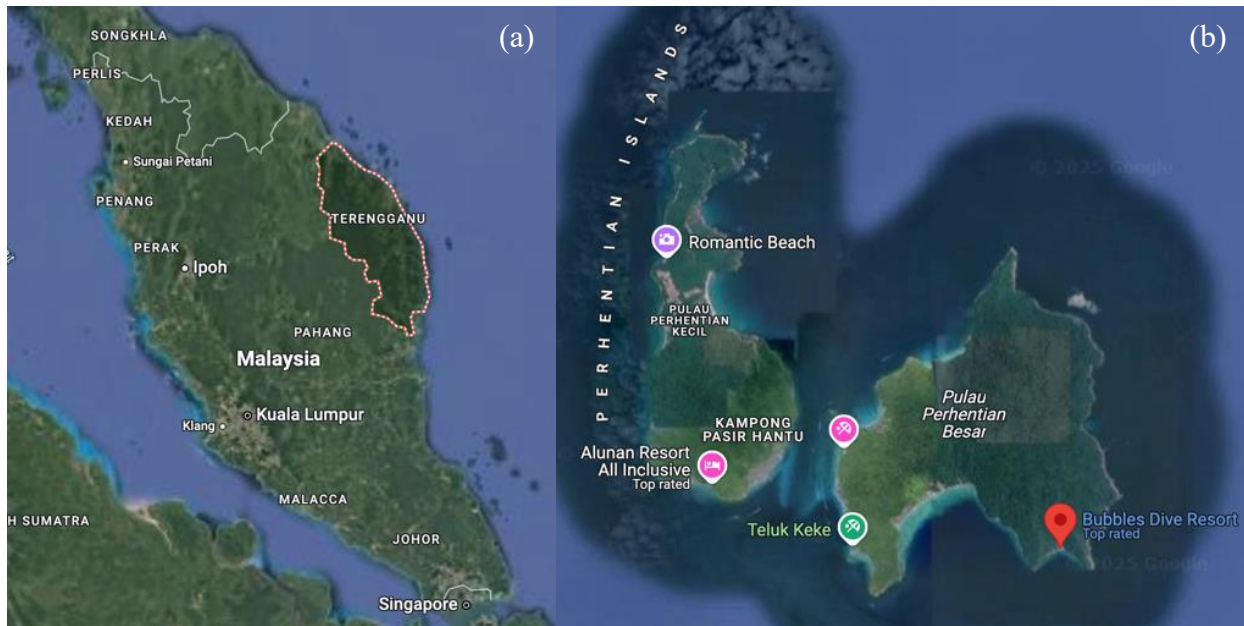 (a)
SONGKHLA
PERLIS
KEDAH
Sungai Petani
PENANG
TERENGGANU
PERAK
Ipoh
PAHANG
Malaysia
Kuala Lumpur
Klang
MALACCA
H SUMATRA
JOHOR
Singapore
(b)
PERHENTIAN ISLANDS
© 2025 Google
Romantic Beach
PULAU
PERHENTIAN
KECIL
Pulau
Perhentian
Besar
KAMPONG
PASIR HANTU
Alunan Resort
All Inclusive
Top rated
Teluk Keke
Bubbles Dive Resort
Top rated
© 2025 Google